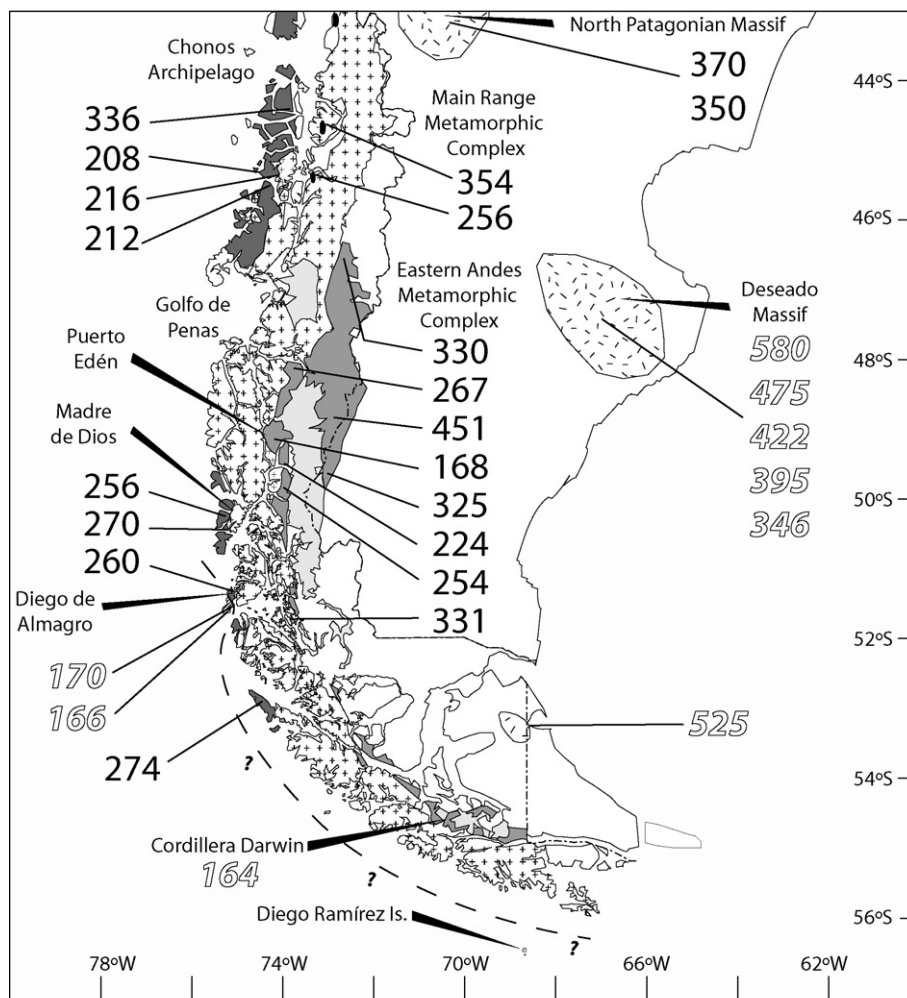 North Patagonian Massif
370
350
Chonos
Archipelago
336
208
216
212
Main Range
Metamorphic
Complex
354
256
Eastern Andes
Metamorphic
Complex
330
267
451
168
325
224
254
331
Golfo de
Penas
Puerto
Edén
Madre
de Dios
256
270
260
Diego de
Almagro
170
166
274
Deseado
Massif
580
475
422
395
346
525
Cordillera Darwin
164
Diego Ramírez Is.
?
?
?
44ºS
46ºS
48ºS
50ºS
52ºS
54ºS
56ºS
78ºW
74ºW
70ºW
66ºW
62ºW